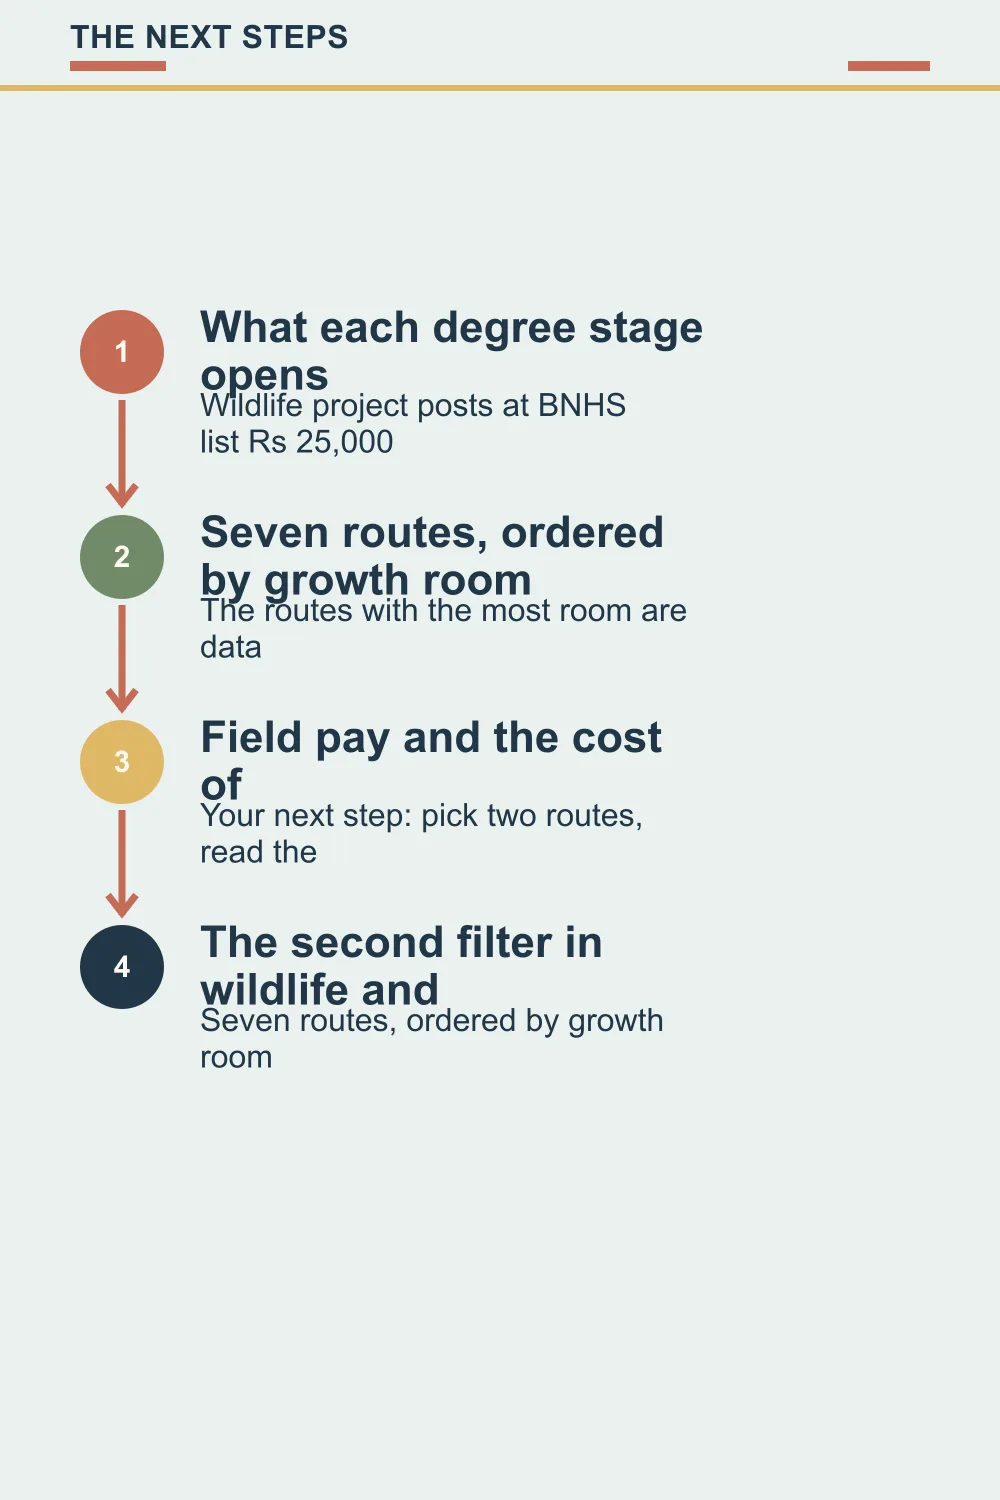 THE NEXT STEPS
1
What each degree stage
opens
Wildlife project posts at BNHS
list Rs 25,000
2
Seven routes, ordered
by growth room
The routes with the most room are
data
3
Field pay and the cost
of
Your next step: pick two routes,
read the
4
The second filter in
wildlife and
Seven routes, ordered by growth
room